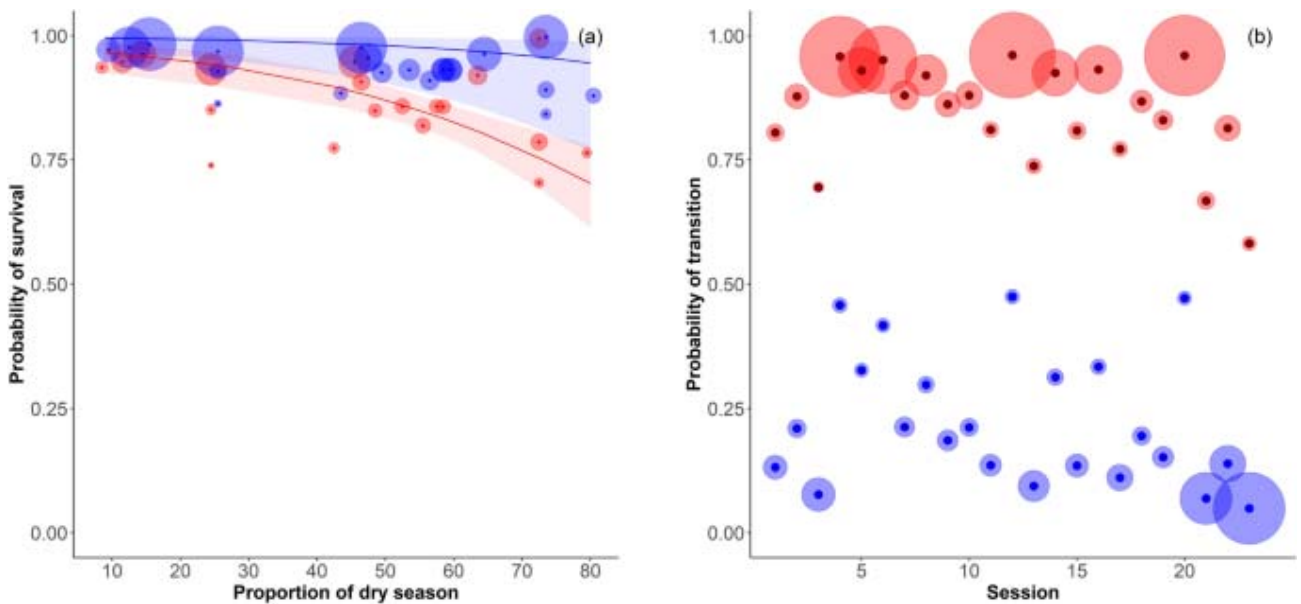 (a)
1.00
0.75
0.50
0.25
0.00
Probability of survival
10 20 30 40 50 60 70 80
Proportion of dry season
(b)
1.00
0.75
0.50
0.25
0.00
Probability of transition
5 10 15 20
Session